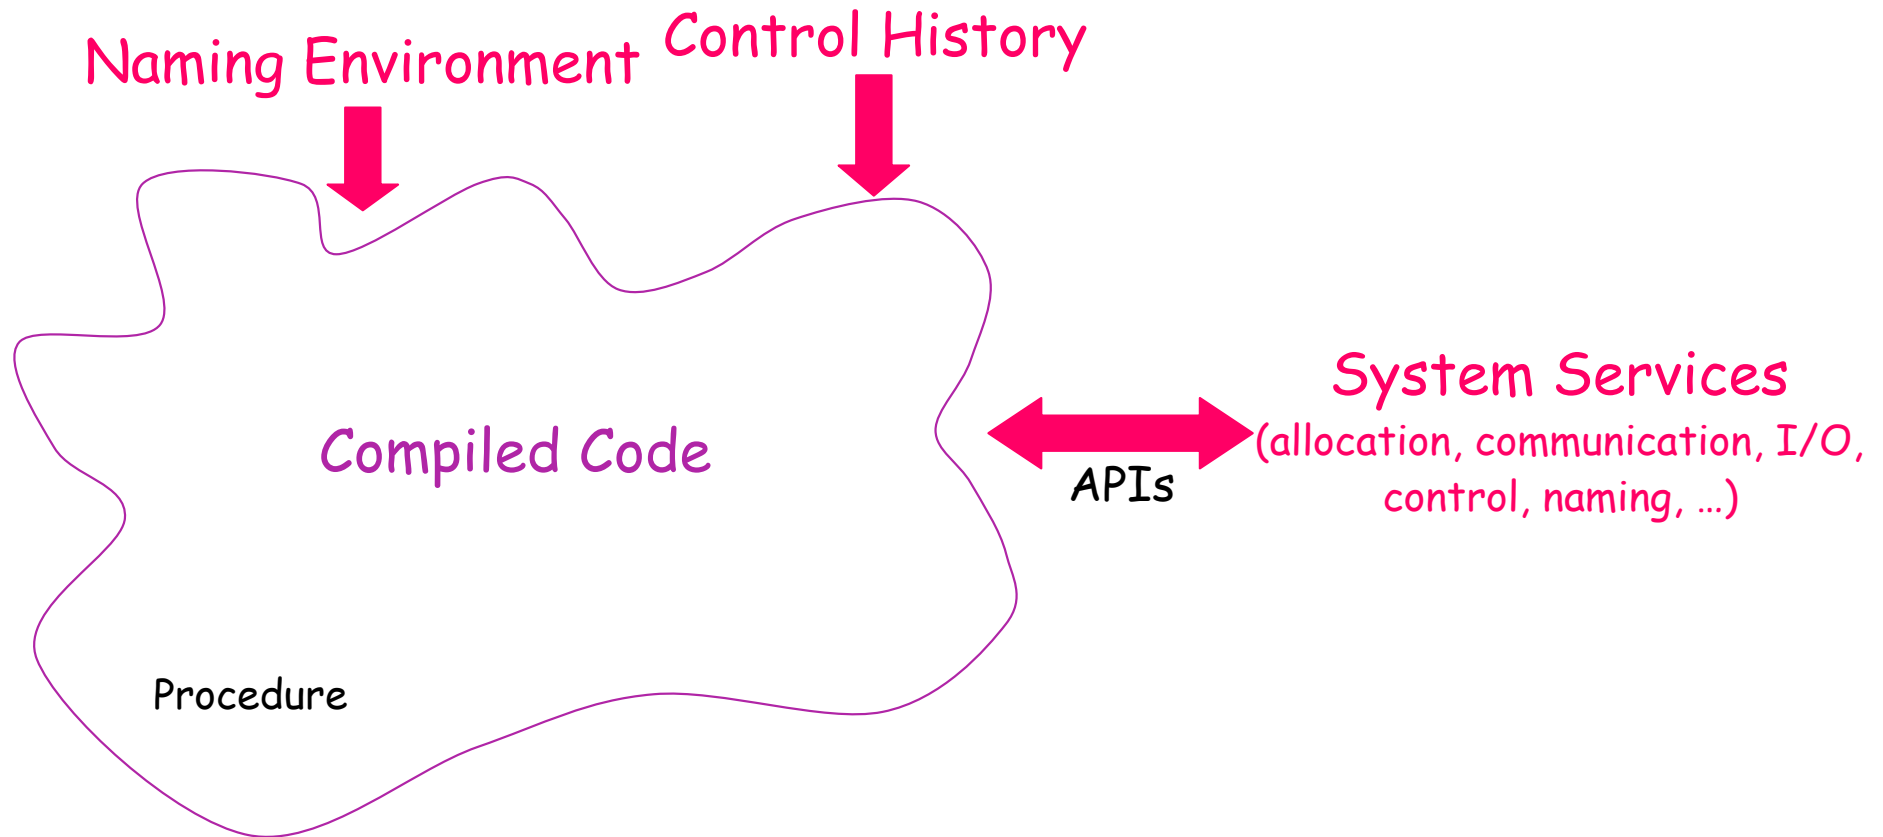 Naming Environment
Control History
System Services
(allocation, communication, I/O,
control, naming, …)
Compiled Code
APIs
Procedure